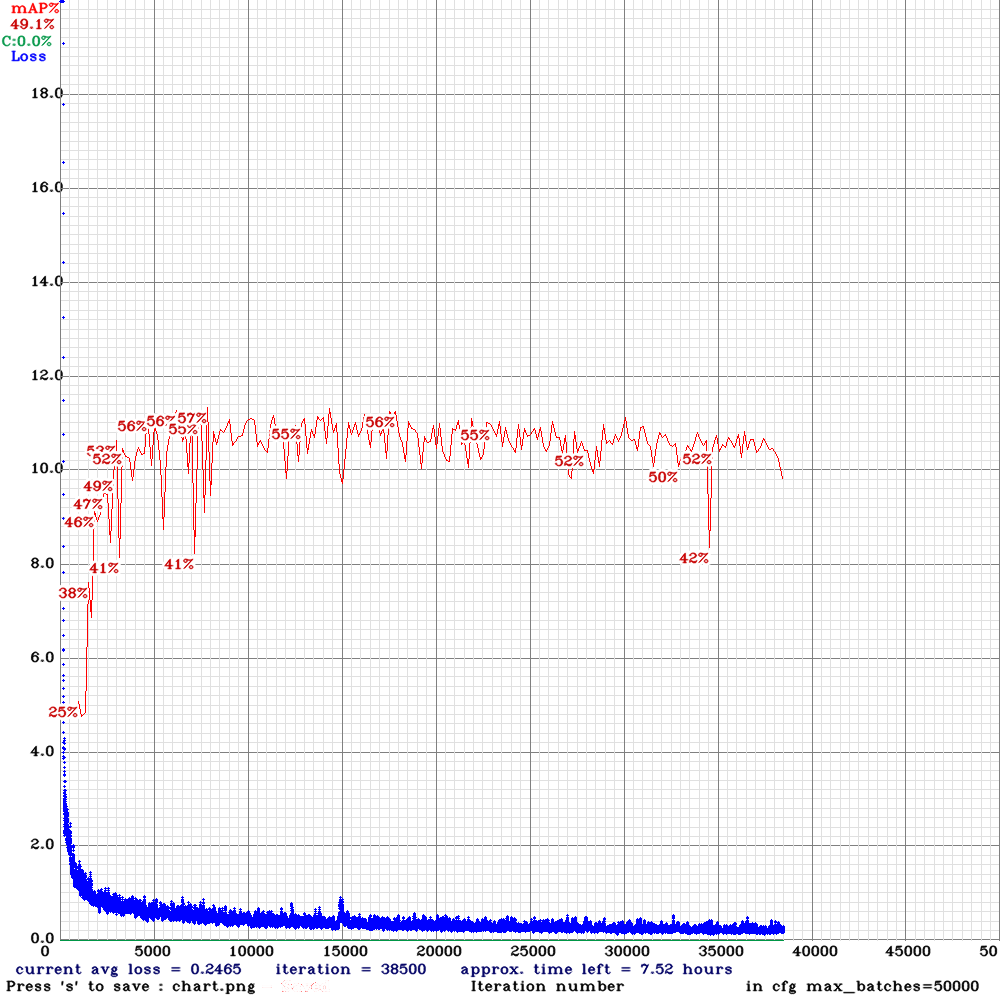 mAP%
49.1%
C:0.0%
Loss
18.0
16.0
14.0
12.0
56% 56% 57% 55% 55% 56% 55%
10.0
52% 52% 50% 52%
49%
47%
46%
41% 41% 42%
8.0
38%
6.0
25%
4.0
2.0
0.0
0 5000 10000 15000 20000 25000 30000 35000 40000 45000 50
current avg loss = 0.2465 iteration = 38500 approx. time left = 7.52 hours
Press 's' to save : chart.png Iteration number in cfg max_batches=50000